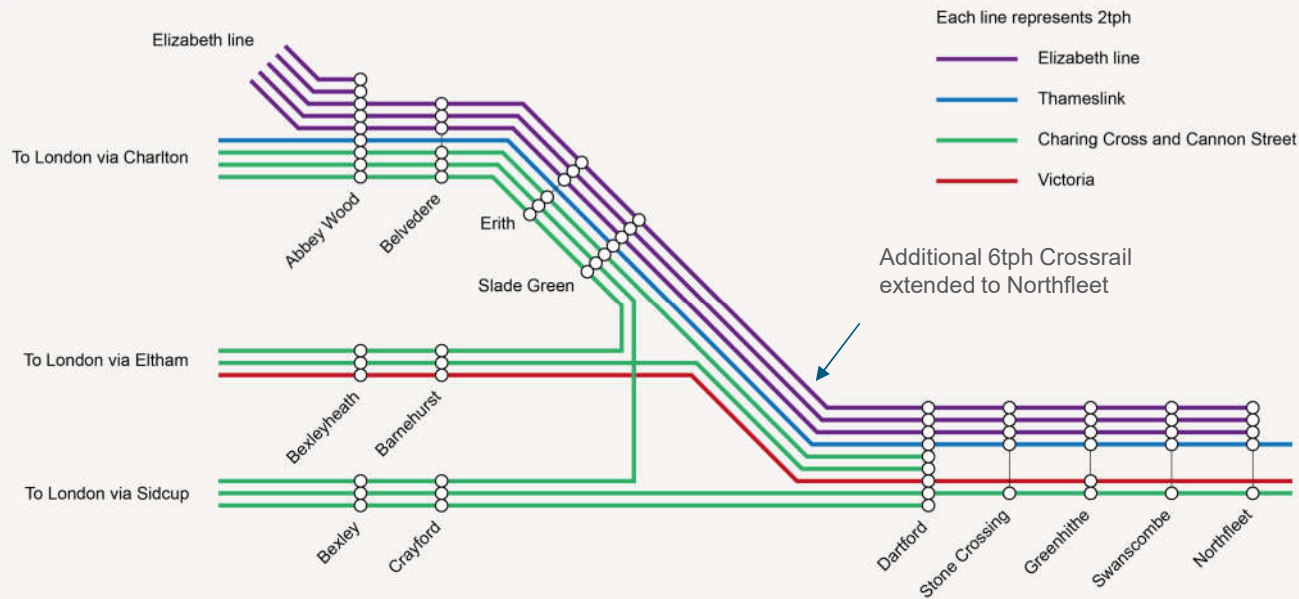 Each line represents 2tph
Elizabeth line
Elizabeth line
Thameslink
Charing Cross and Cannon Street
Victoria
To London via Charlton
Abbey Wood
Belvedere
Erith
Slade Green
Additional 6tph Crossrail
extended to Northfleet
To London via Eltham
Bexleyheath
Barnehurst
To London via Sidcup
Bexley
Crayford
Dartford
Stone Crossing
Greenhithe
Swanscombe
Northfleet